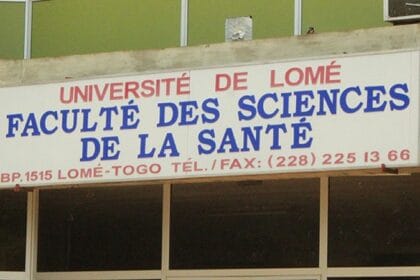 UNIVERSITÉ DE LOMÉ
FACULTÉ DES SCIENCES
DE LA SANTÉ
BP.1515 LOMÉ-TOGO TÉL./FAX: (228) 225 13 66